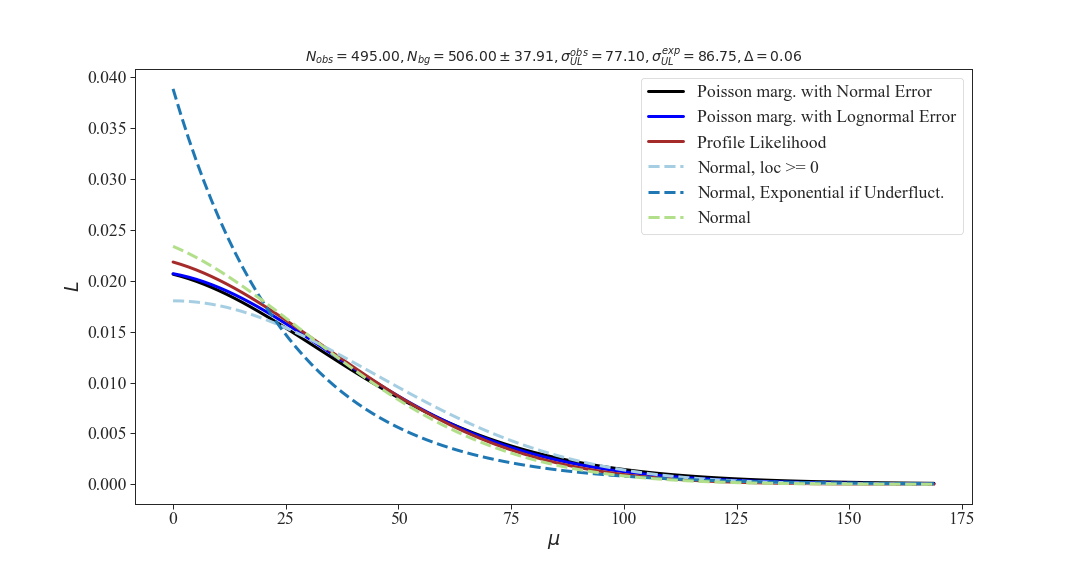 $N_{obs} = 495.00, N_{bg} = 506.00 \pm 37.91, \sigma_{UL}^{obs} = 77.10, \sigma_{UL}^{exp} = 86.75, \Delta = 0.06$
Poisson marg. with Normal Error
Poisson marg. with Lognormal Error
Profile Likelihood
Normal, loc >= 0
Normal, Exponential if Underfluct.
Normal
0.040
0.035
0.030
0.025
0.020
0.015
0.010
0.005
0.000
L
0 25 50 75 100 125 150 175
μ